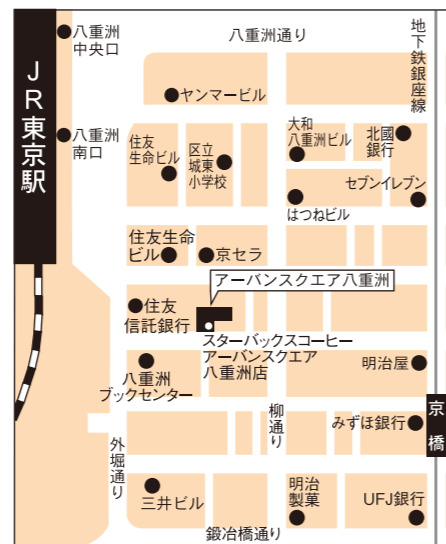 八重洲
中央口
八重洲通り
地下鉄銀座線
JR東京駅
ヤンマービル
八重洲
南口
住友
生命ビル
区立
城東
小学校
大和
八重洲ビル
北國
銀行
セブンイレブン
はつねビル
住友生命
ビル
京セラ
アーバンスクエア八重洲
住友
信託銀行
スターバックスコーヒー
アーバンスクエア
八重洲店
八重洲
ブックセンター
明治屋
柳通り
みずほ銀行
京橋
外堀通り
三井ビル
明治
製菓
UFJ銀行
鍛冶橋通り